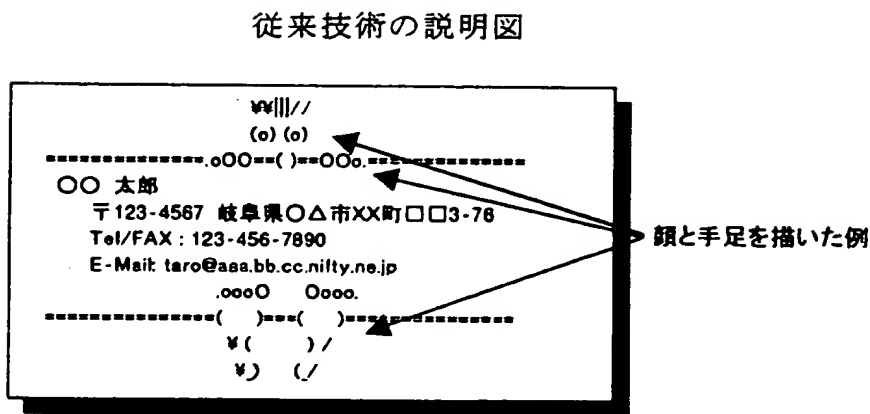 従来技術の説明図
¥¥|||//
(o) (o)
===============.oOO==( )==OOo.===============
○○ 太郎
〒123-4567 岐阜県○△市XX町□□3-76
Tel/FAX : 123-456-7890
E-Mail: taro@aaa.bb.cc.nifty.ne.jp
.oooO Oooo.
================( )===( )================
¥ ( ) /
¥_) (_/
顔と手足を描いた例